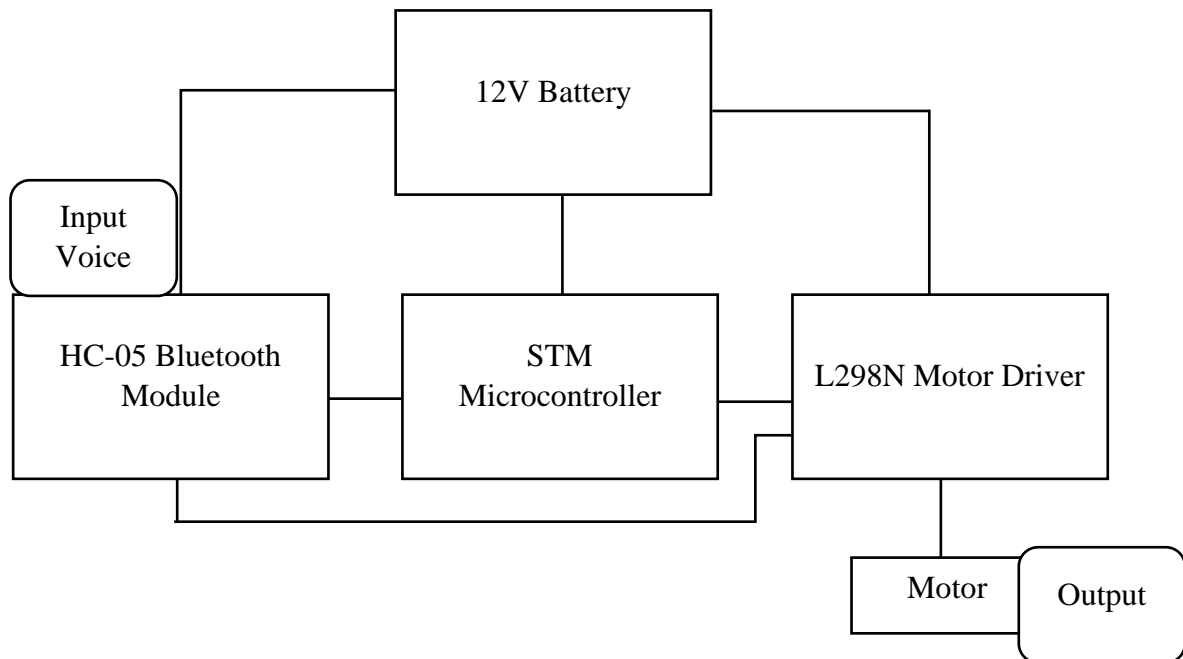 12V Battery
Input
Voice
HC-05 Bluetooth
Module
STM
Microcontroller
L298N Motor Driver
Motor
Output